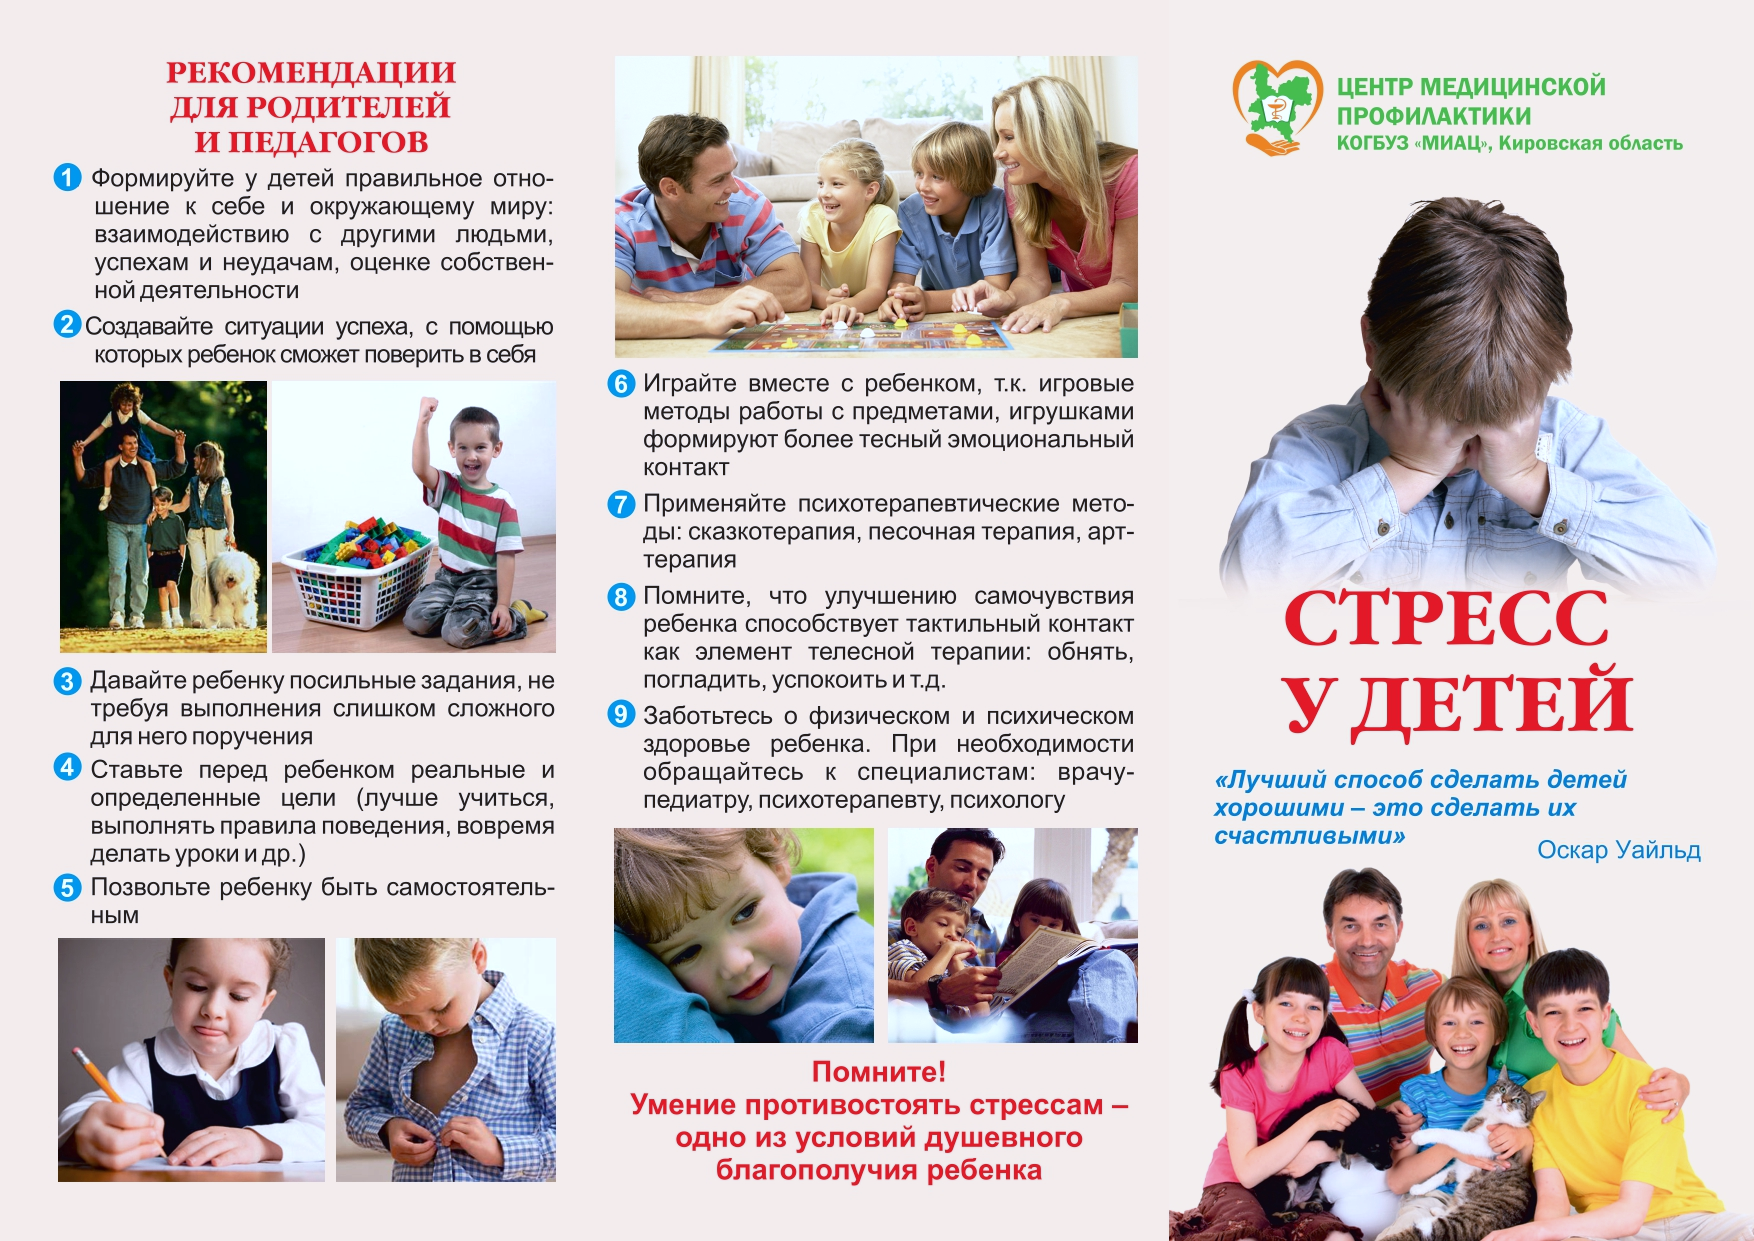 РЕКОМЕНДАЦИИ
ДЛЯ РОДИТЕЛЕЙ
И ПЕДАГОГОВ
1 Формируйте у детей правильное отно-
шение к себе и окружающему миру:
взаимодействию с другими людьми,
успехам и неудачам, оценке собствен-
ной деятельности
2 Создавайте ситуации успеха, с помощью
которых ребенок сможет поверить в себя
3 Давайте ребенку посильные задания, не
требуя выполнения слишком сложного
для него поручения
4 Ставьте перед ребенком реальные и
определенные цели (лучше учиться,
выполнять правила поведения, вовремя
делать уроки и др.)
5 Позвольте ребенку быть самостоятель-
ным
6 Играйте вместе с ребенком, т.к. игровые
методы работы с предметами, игрушками
формируют более тесный эмоциональный
контакт
7 Применяйте психотерапевтические мето-
ды: сказкотерапия, песочная терапия, арт-
терапия
8 Помните, что улучшению самочувствия
ребенка способствует тактильный контакт
как элемент телесной терапии: обнять,
погладить, успокоить и т.д.
9 Заботьтесь о физическом и психическом
здоровье ребенка. При необходимости
обращайтесь к специалистам: врачу-
педиатру, психотерапевту, психологу
Помните!
Умение противостоять стрессам –
одно из условий душевного
благополучия ребенка
ЦЕНТР МЕДИЦИНСКОЙ
ПРОФИЛАКТИКИ
КОГБУЗ «МИАЦ», Кировская область
СТРЕСС
У ДЕТЕЙ
«Лучший способ сделать детей
хорошими – это сделать их
счастливыми»
Оскар Уайльд